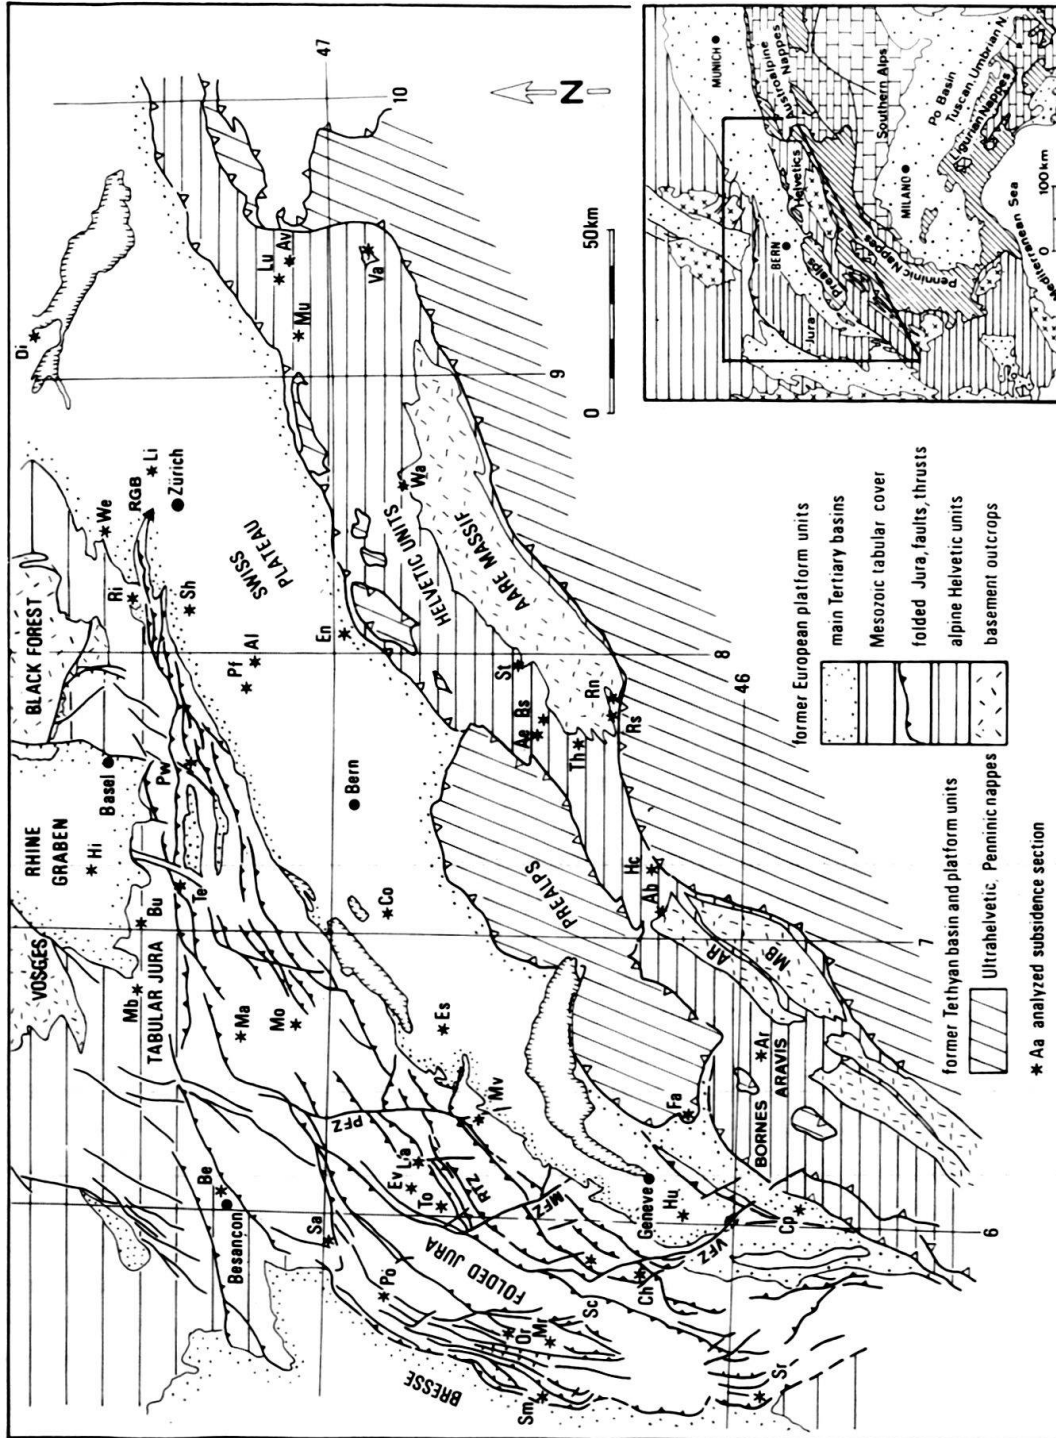 VOSGES
RHINE
GRABEN
BLACK FOREST
* Hi
Basel
Mb
Bu
TABULAR JURA
Te
Pw
Ri
We
RGB
Li
Zürich
Sh
Di
Be
Besançon
Ma
Mo
Pf
Al
SWISS
PLATEAU
Sa
PFZ
47
Po
Ev
La
To
RTZ
FOLDED JURA
BRESSE
Es
Co
Bern
En
Mv
MFZ
Or
Mr
Sm
Sc
Ch
Genève
Hu
VFZ
Sr
Cp
Fa
BORNES
ARAVIS
Ar
PREALPS
AR
MB
Ab
Hc
Th
Ae
Bs
St
Rn
Rs
HELVETIC UNITS
AARE MASSIF
Wa
Mu
Lu
Av
Va
46
6
7
8
9
10
N
0 50km
former European platform units
main Tertiary basins
Mesozoic tabular cover
folded Jura, faults, thrusts
alpine Helvetic units
basement outcrops
former Tethyan basin and platform units
Ultrahelvetic, Penninic nappes
* Aa analyzed subsidence section
MUNICH
BERN
Jura
Prealps
Helvetics
Austroalpine
Nappes
Southern Alps
Penninic Nappes
MILANO
Po Basin
Tuscan, Umbrian N.
Ligurian Nappes
Mediterranean Sea
0 100km